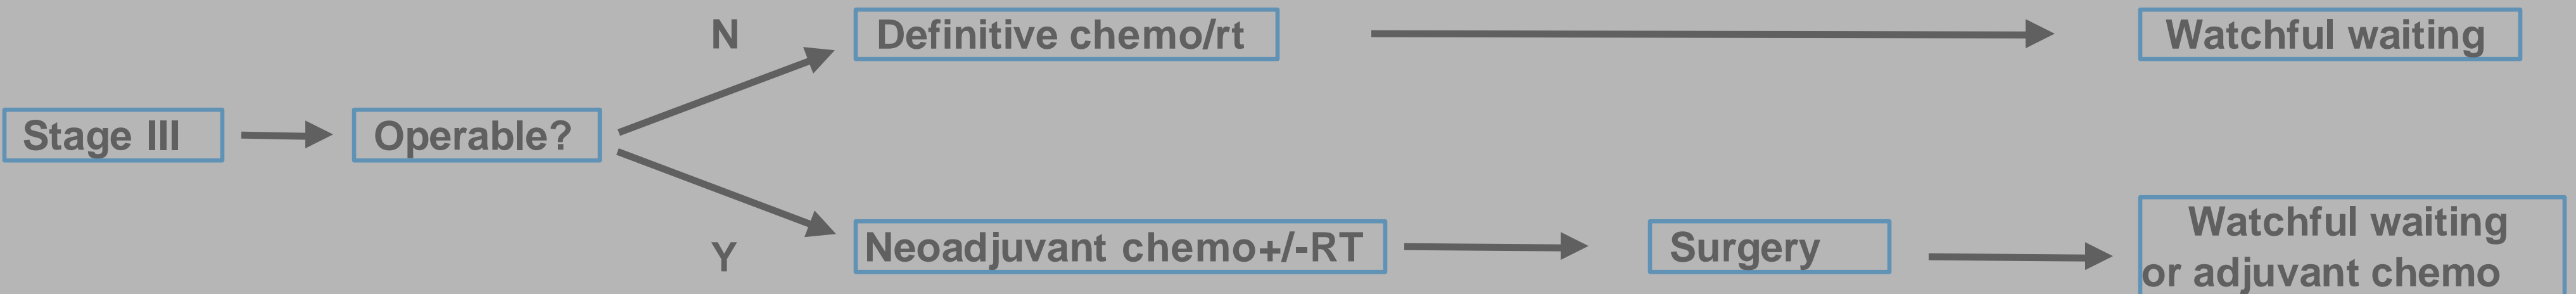 N
Definitive chemo/rt
Watchful waiting
Stage III
Operable?
Y
Neoadjuvant chemo+/-RT
Surgery
Watchful waiting
or adjuvant chemo